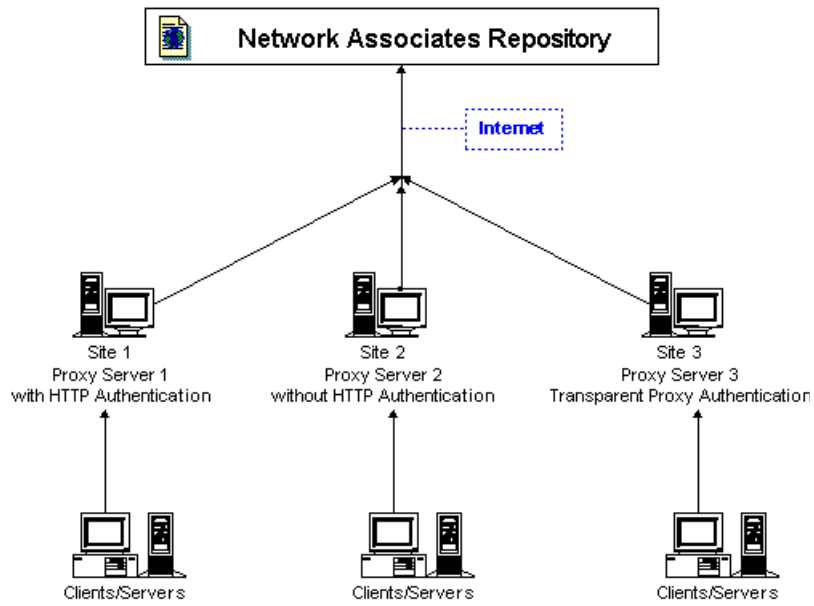 Network Associates Repository
Internet
Site 1
Proxy Server 1
with HTTP Authentication
Site 2
Proxy Server 2
without HTTP Authentication
Site 3
Proxy Server 3
Transparent Proxy Authentication
Clients/Servers
Clients/Servers
Clients/Servers